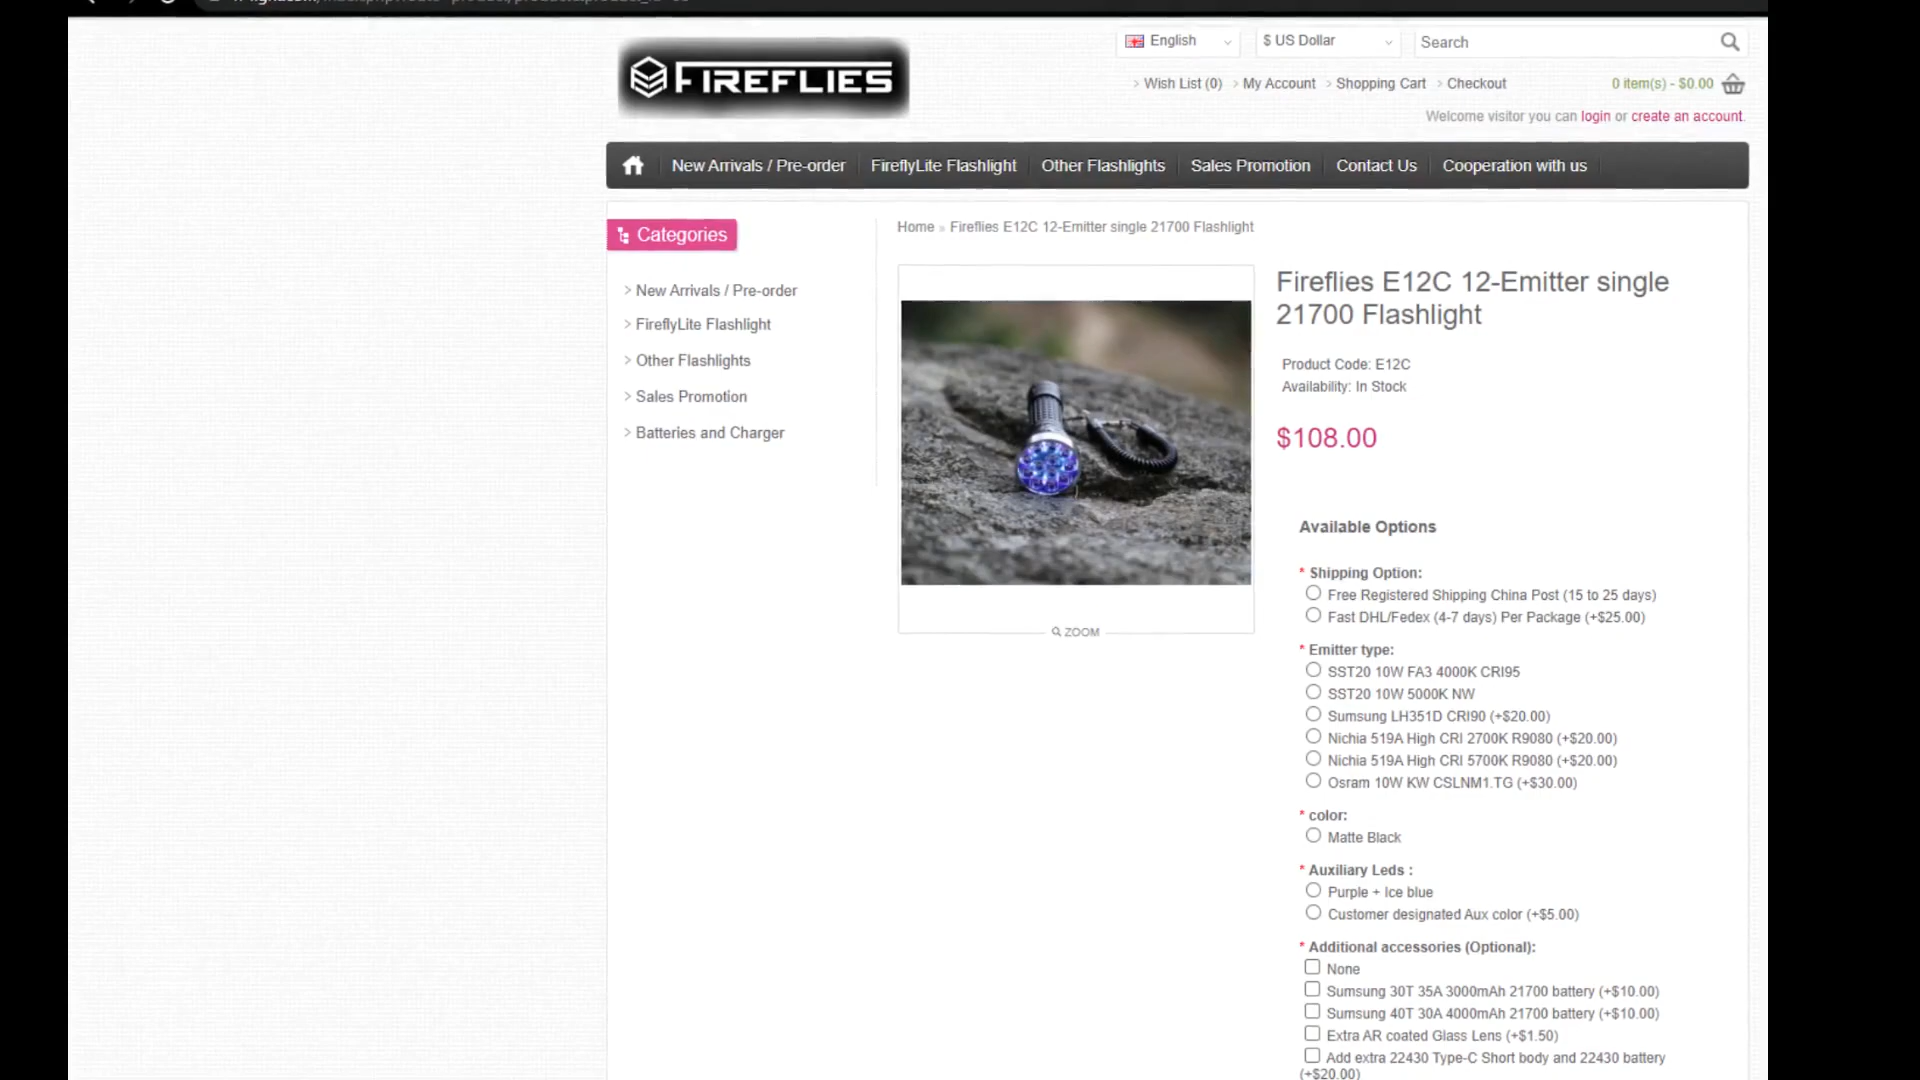 English
$ US Dollar
Search
FIREFLIES
> Wish List (0) > My Account > Shopping Cart > Checkout
0 item(s) - $0.00
Welcome visitor you can login or create an account.
New Arrivals / Pre-order FireflyLite Flashlight Other Flashlights Sales Promotion Contact Us Cooperation with us
Categories
> New Arrivals / Pre-order
> FireflyLite Flashlight
> Other Flashlights
> Sales Promotion
> Batteries and Charger
Home » Fireflies E12C 12-Emitter single 21700 Flashlight
ZOOM
Fireflies E12C 12-Emitter single
21700 Flashlight
Product Code: E12C
Availability: In Stock
$108.00
Available Options
* Shipping Option:
Free Registered Shipping China Post (15 to 25 days)
Fast DHL/Fedex (4-7 days) Per Package (+$25.00)
* Emitter type:
SST20 10W FA3 4000K CRI95
SST20 10W 5000K NW
Sumsung LH351D CRI90 (+$20.00)
Nichia 519A High CRI 2700K R9080 (+$20.00)
Nichia 519A High CRI 5700K R9080 (+$20.00)
Osram 10W KW CSLNM1.TG (+$30.00)
* color:
Matte Black
* Auxiliary Leds :
Purple + Ice blue
Customer designated Aux color (+$5.00)
* Additional accessories (Optional):
None
Sumsung 30T 35A 3000mAh 21700 battery (+$10.00)
Sumsung 40T 30A 4000mAh 21700 battery (+$10.00)
Extra AR coated Glass Lens (+$1.50)
Add extra 22430 Type-C Short body and 22430 battery
(+$20.00)